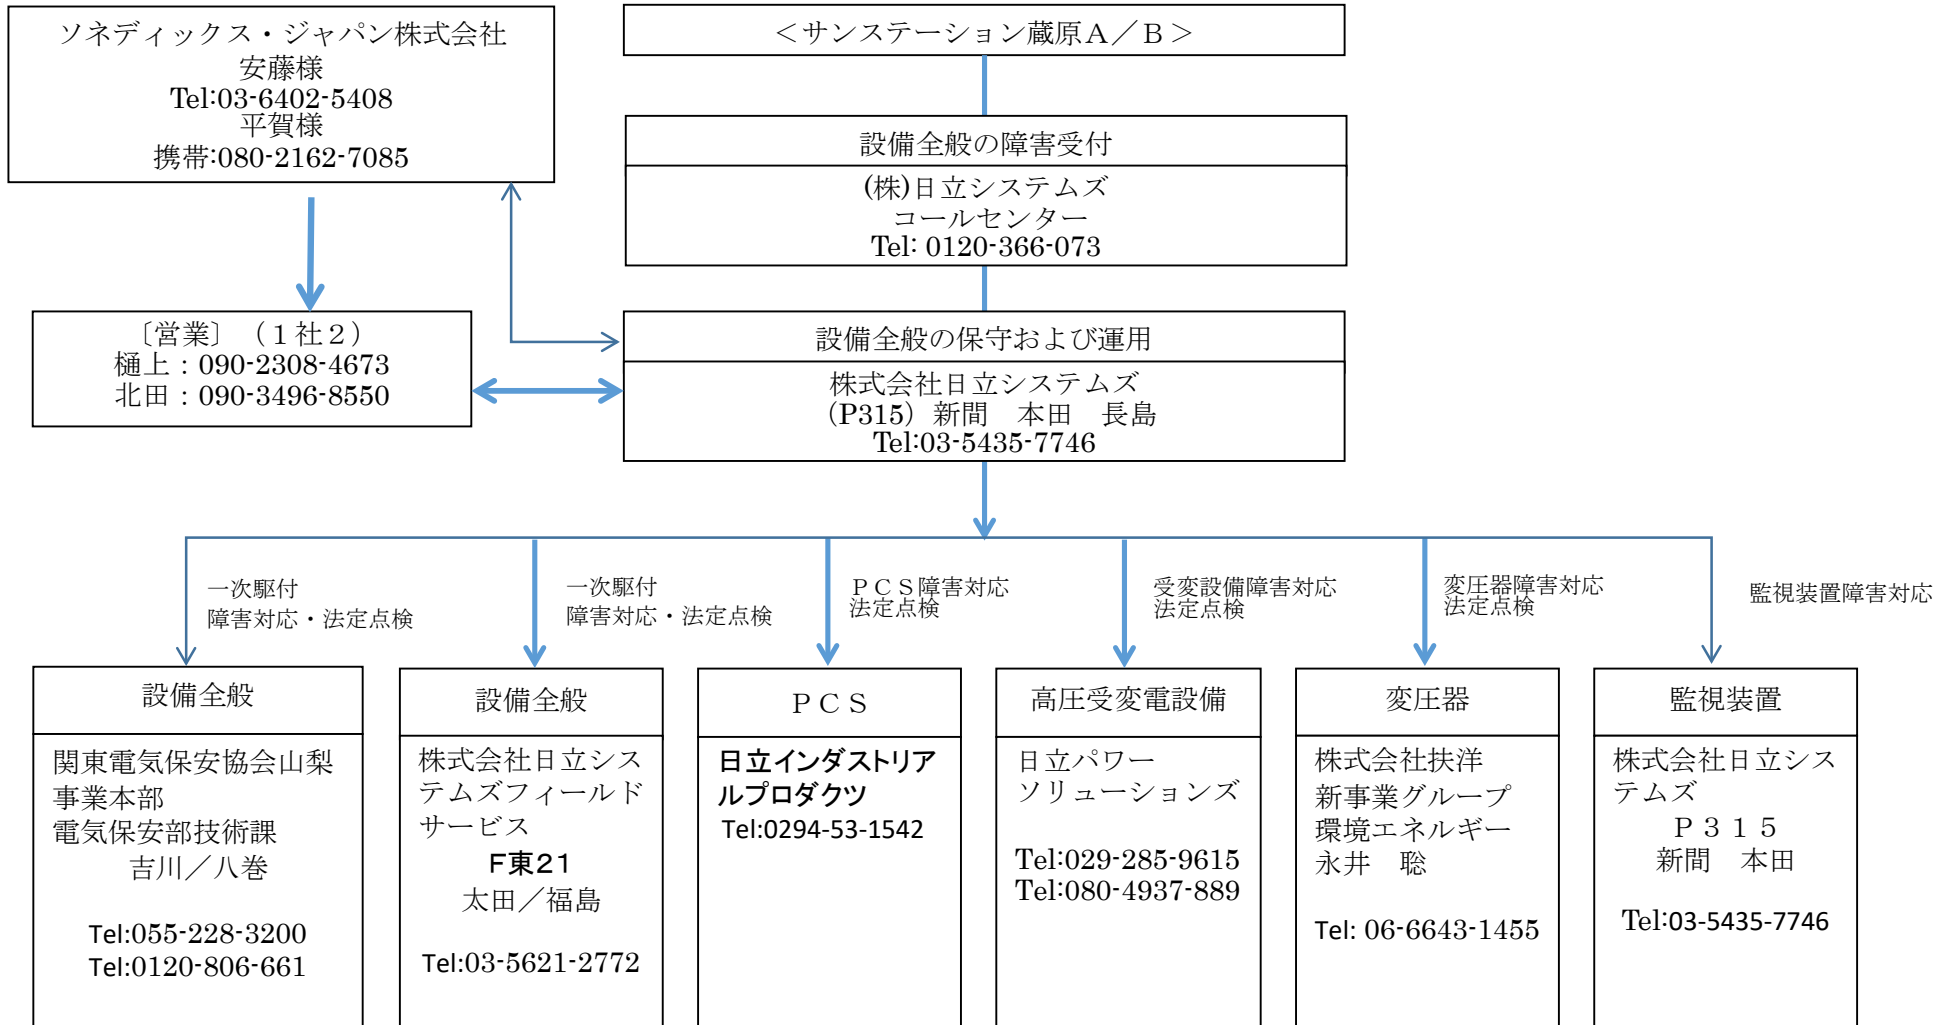 ソネディックス・ジャパン株式会社
安藤様
Tel:03-6402-5408
平賀様
携帯:080-2162-7085
＜サンステーション蔵原Ａ／Ｂ＞
設備全般の障害受付
(株)日立システムズ
コールセンター
Tel: 0120-366-073
〔営業〕（１社２）
樋上：090-2308-4673
北田：090-3496-8550
設備全般の保守および運用
株式会社日立システムズ
（P315）新間　本田　長島
Tel:03-5435-7746
一次駆付
障害対応・法定点検
一次駆付
障害対応・法定点検
ＰＣＳ障害対応
法定点検
受変設備障害対応
法定点検
変圧器障害対応
法定点検
監視装置障害対応
設備全般
関東電気保安協会山梨
事業本部
電気保安部技術課
吉川／八巻
Tel:055-228-3200
Tel:0120-806-661
設備全般
株式会社日立シス
テムズフィールド
サービス
F東21
太田／福島
Tel:03-5621-2772
ＰＣＳ
日立インダストリア
ルプロダクツ
Tel:0294-53-1542
高圧受変電設備
日立パワー
ソリューションズ
Tel:029-285-9615
Tel:080-4937-889
変圧器
株式会社扶洋
新事業グループ
環境エネルギー
永井　聡
Tel: 06-6643-1455
監視装置
株式会社日立シス
テムズ
Ｐ３１５
新間　本田
Tel:03-5435-7746